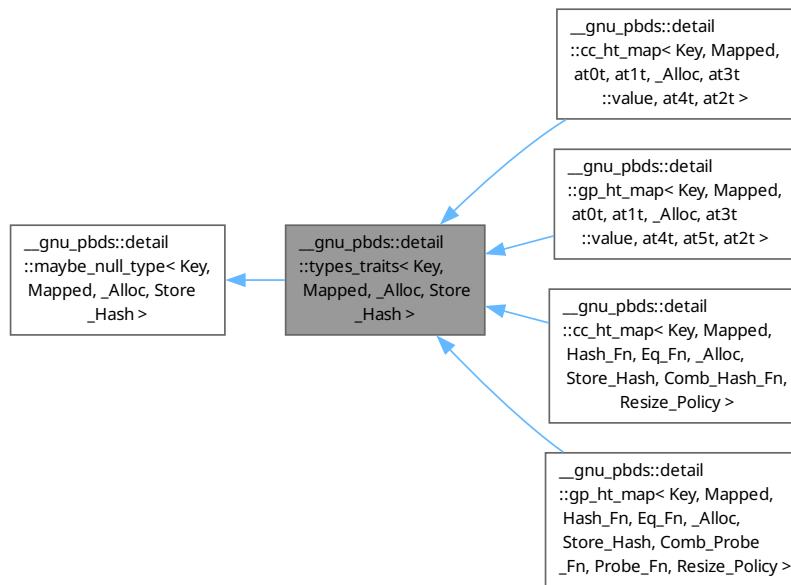 __gnu_pbds::detail
::maybe_null_type< Key,
Mapped, _Alloc, Store
_Hash >
__gnu_pbds::detail
::types_traits< Key,
Mapped, _Alloc, Store
_Hash >
__gnu_pbds::detail
::cc_ht_map< Key, Mapped,
at0t, at1t, _Alloc, at3t
::value, at4t, at2t >
__gnu_pbds::detail
::gp_ht_map< Key, Mapped,
at0t, at1t, _Alloc, at3t
::value, at4t, at5t, at2t >
__gnu_pbds::detail
::cc_ht_map< Key, Mapped,
Hash_Fn, Eq_Fn, _Alloc,
Store_Hash, Comb_Hash_Fn,
Resize_Policy >
__gnu_pbds::detail
::gp_ht_map< Key, Mapped,
Hash_Fn, Eq_Fn, _Alloc,
Store_Hash, Comb_Probe
_Fn, Probe_Fn, Resize_Policy >